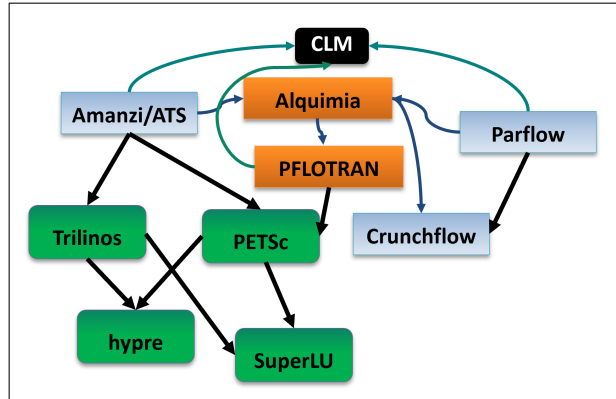 CLM
Alquimia
Amanzi/ATS
Parflow
PFLOTRAN
Trilinos
PETSc
Crunchflow
hypre
SuperLU